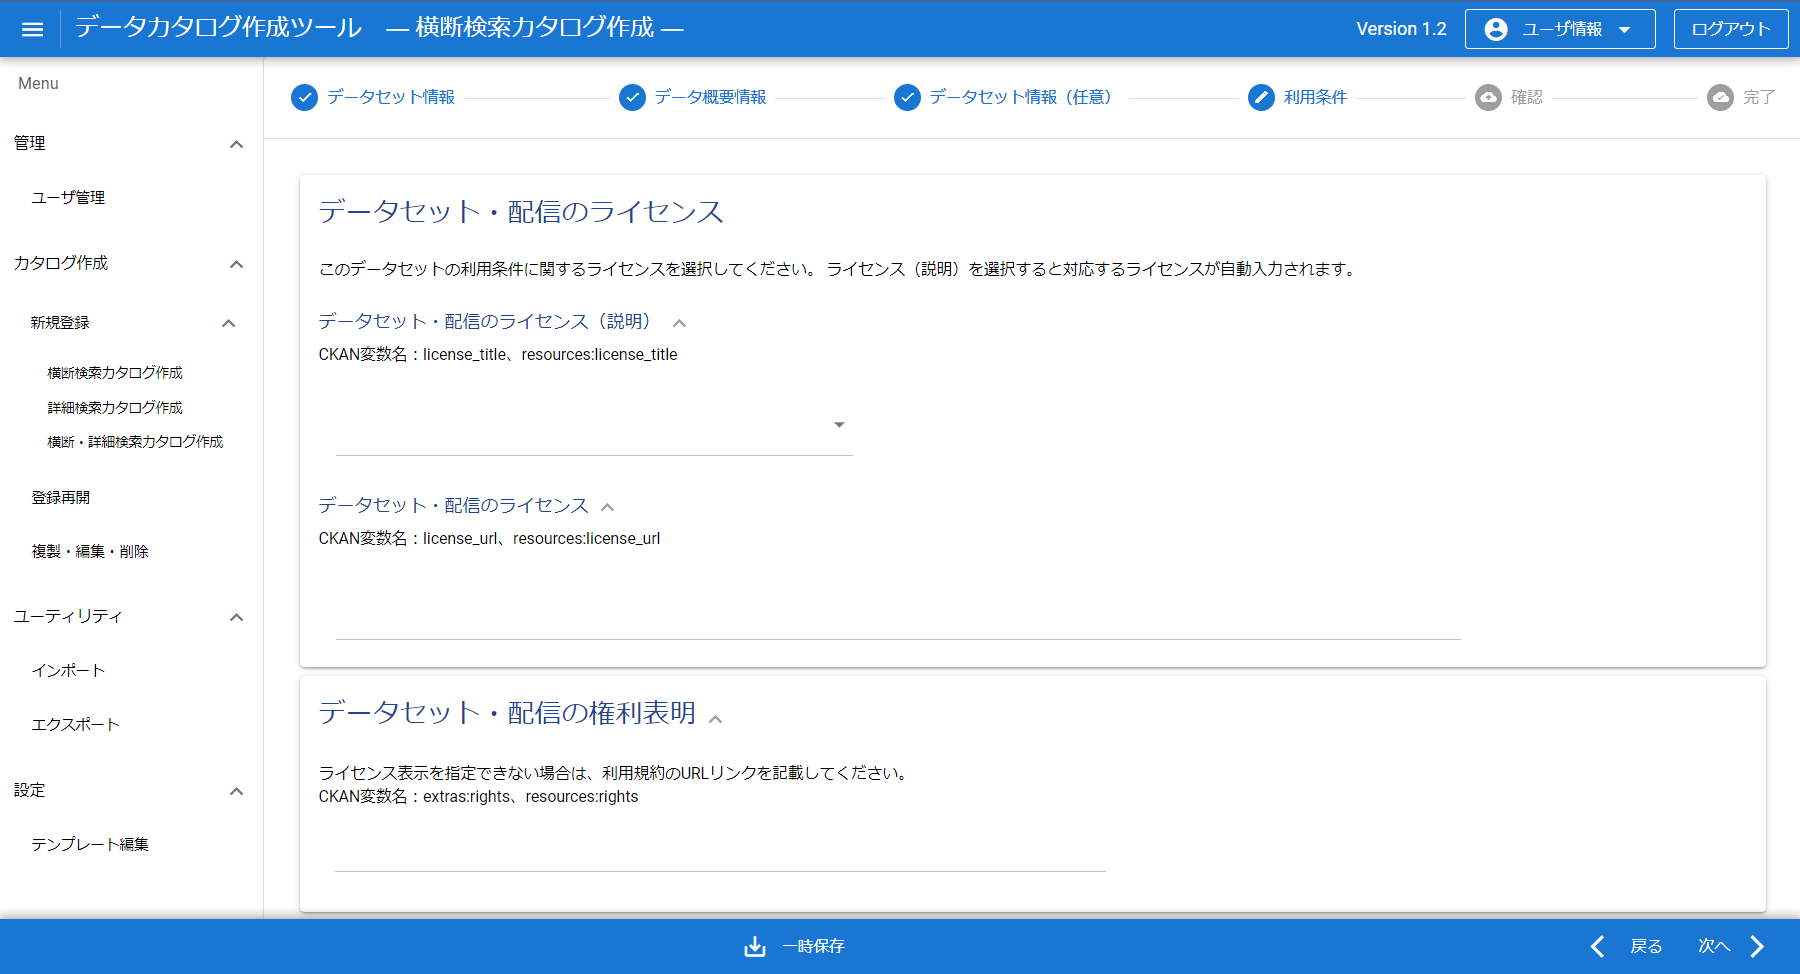 データカタログ作成ツール　― 横断検索カタログ作成 ―
Version 1.2
ユーザ情報
ログアウト
Menu
管理
ユーザ管理
カタログ作成
新規登録
横断検索カタログ作成
詳細検索カタログ作成
横断・詳細検索カタログ作成
登録再開
複製・編集・削除
ユーティリティ
インポート
エクスポート
設定
テンプレート編集
データセット情報
データ概要情報
データセット情報（任意）
利用条件
確認
完了
データセット・配信のライセンス
このデータセットの利用条件に関するライセンスを選択してください。 ライセンス（説明）を選択すると対応するライセンスが自動入力されます。
データセット・配信のライセンス（説明）
CKAN変数名：license_title、resources:license_title
データセット・配信のライセンス
CKAN変数名：license_url、resources:license_url
データセット・配信の権利表明
ライセンス表示を指定できない場合は、利用規約のURLリンクを記載してください。
CKAN変数名：extras:rights、resources:rights
一時保存
戻る
次へ